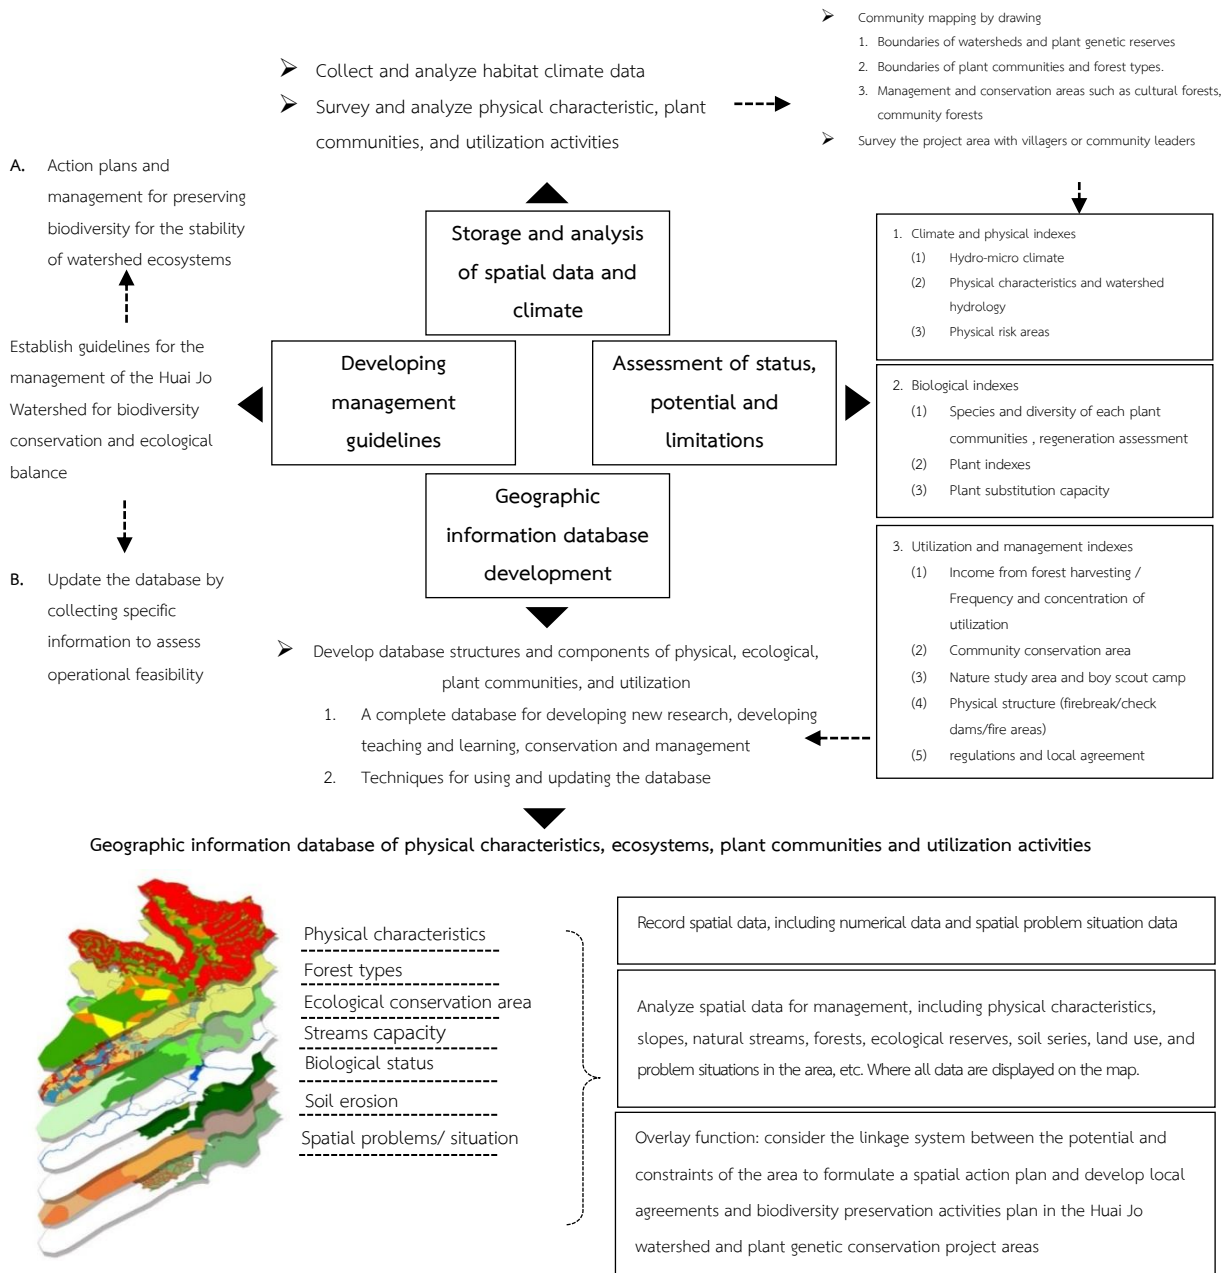 ➢ Community mapping by drawing
1. Boundaries of watersheds and plant genetic reserves
2. Boundaries of plant communities and forest types.
3. Management and conservation areas such as cultural forests,
community forests
➢ Survey the project area with villagers or community leaders
➢ Collect and analyze habitat climate data
➢ Survey and analyze physical characteristic, plant
communities, and utilization activities
A. Action plans and
management for preserving
biodiversity for the stability
of watershed ecosystems
Establish guidelines for the
management of the Huai Jo
Watershed for biodiversity
conservation and ecological
balance
B. Update the database by
collecting specific
information to assess
operational feasibility
Storage and analysis
of spatial data and
climate
Developing
management
guidelines
Assessment of status,
potential and
limitations
Geographic
information database
development
1. Climate and physical indexes
(1) Hydro-micro climate
(2) Physical characteristics and watershed
hydrology
(3) Physical risk areas
2. Biological indexes
(1) Species and diversity of each plant
communities , regeneration assessment
(2) Plant indexes
(3) Plant substitution capacity
3. Utilization and management indexes
(1) Income from forest harvesting /
Frequency and concentration of
utilization
(2) Community conservation area
(3) Nature study area and boy scout camp
(4) Physical structure (firebreak/check
dams/fire areas)
(5) regulations and local agreement
➢ Develop database structures and components of physical, ecological,
plant communities, and utilization
1. A complete database for developing new research, developing
teaching and learning, conservation and management
2. Techniques for using and updating the database
Geographic information database of physical characteristics, ecosystems, plant communities and utilization activities
Physical characteristics
Forest types
Ecological conservation area
Streams capacity
Biological status
Soil erosion
Spatial problems/ situation
Record spatial data, including numerical data and spatial problem situation data
Analyze spatial data for management, including physical characteristics,
slopes, natural streams, forests, ecological reserves, soil series, land use, and
problem situations in the area, etc. Where all data are displayed on the map.
Overlay function: consider the linkage system between the potential and
constraints of the area to formulate a spatial action plan and develop local
agreements and biodiversity preservation activities plan in the Huai Jo
watershed and plant genetic conservation project areas